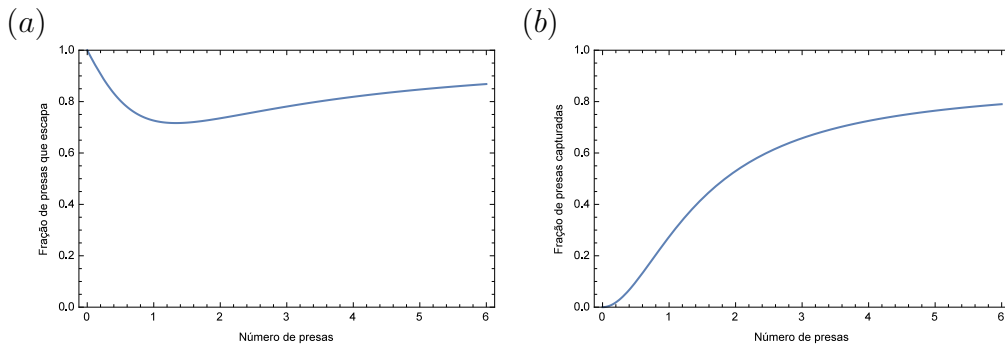 (a)
1.0
0.8
0.6
0.4
0.2
0.0
Fração de presas que escapa
0 1 2 3 4 5 6
Número de presas
(b)
1.0
0.8
0.6
0.4
0.2
0.0
Fração de presas capturadas
0 1 2 3 4 5 6
Número de presas